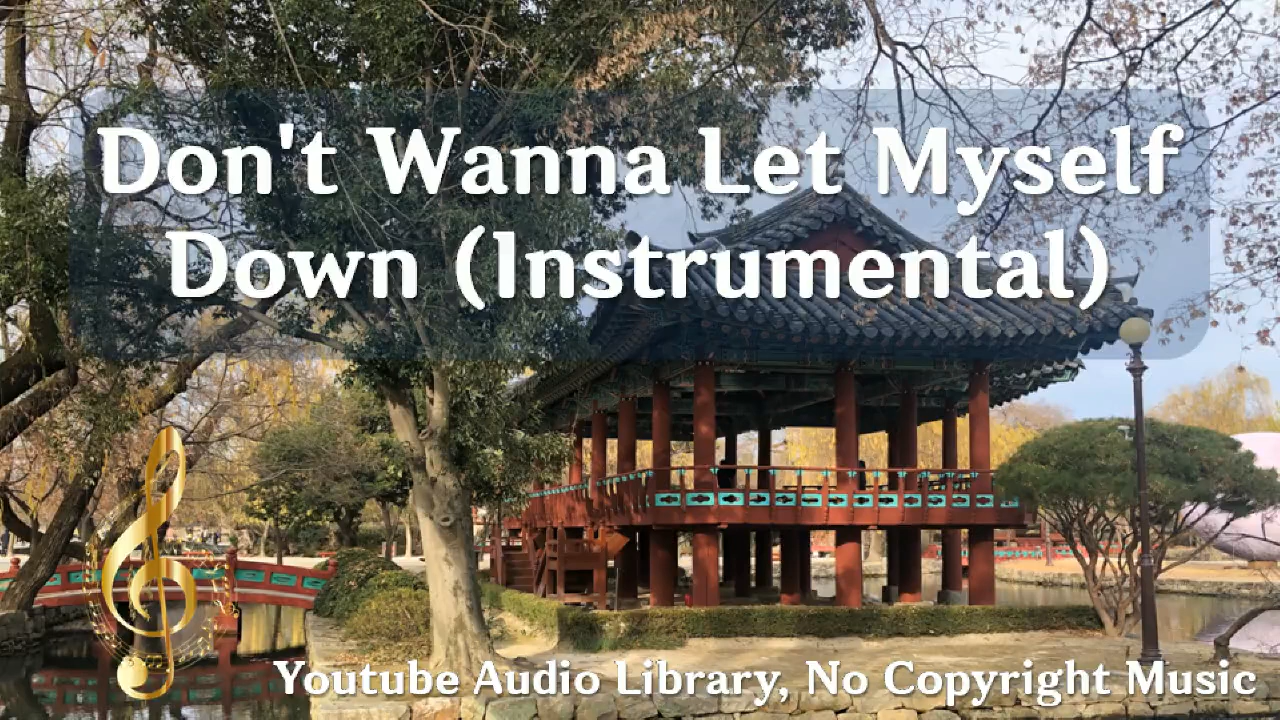 Don't Wanna Let Myself
Down (Instrumental)
Youtube Audio Library, No Copyright Music